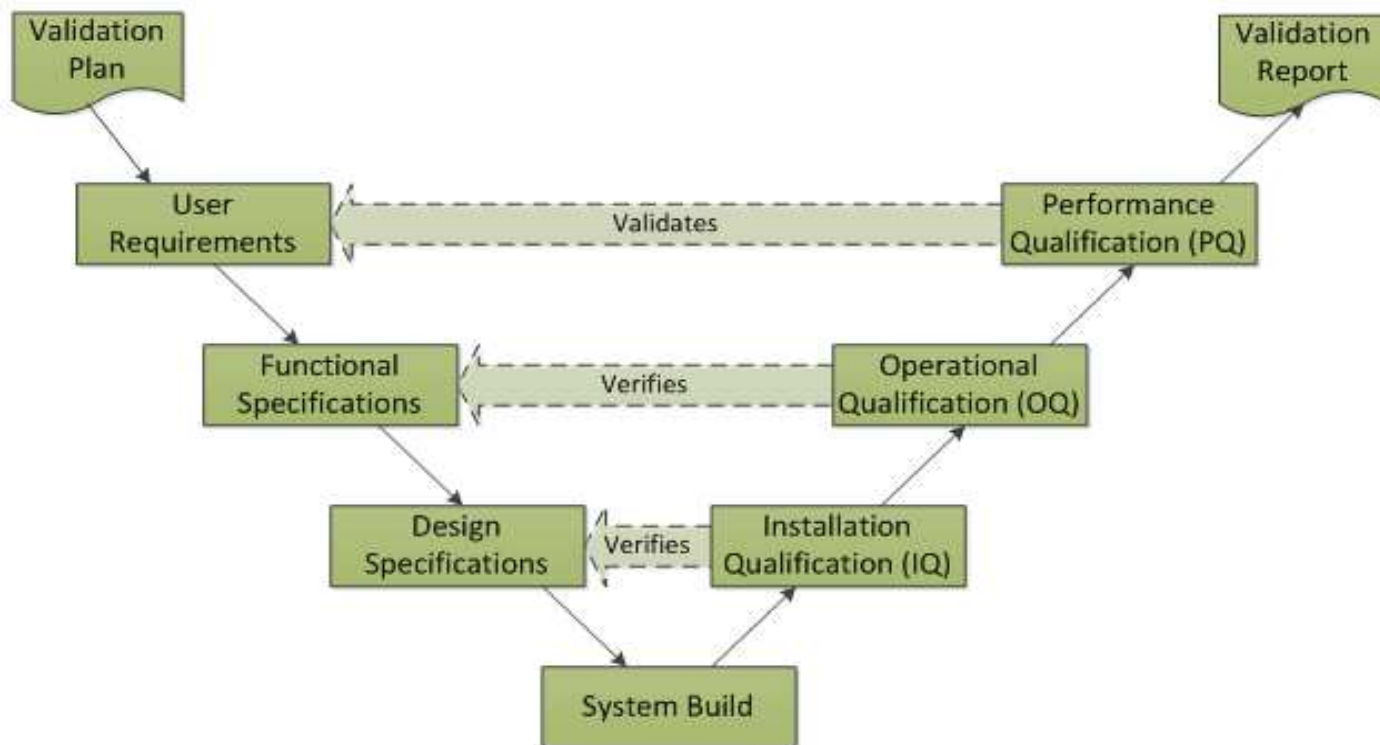 Validation
Plan
Validation
Report
User
Requirements
Validates
Performance
Qualification (PQ)
Functional
Specifications
Verifies
Operational
Qualification (OQ)
Design
Specifications
Verifies
Installation
Qualification (IQ)
System Build